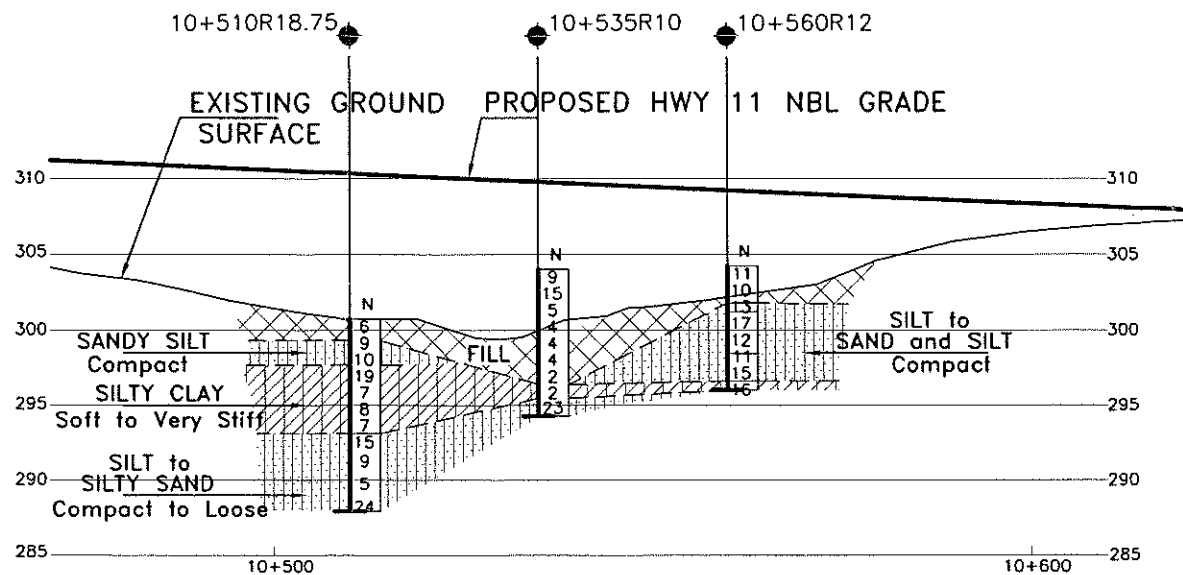 10+510R18.75
10+535R10
10+560R12
EXISTING GROUND
SURFACE
PROPOSED HWY 11 NBL GRADE
310
310
305
305
300
300
295
295
290
290
285
285
N
6
9
10
19
7
8
7
15
9
5
24
N
9
15
5
4
4
4
2
2
23
N
11
10
13
17
12
11
15
16
SANDY SILT
Compact
SILTY CLAY
Soft to Very Stiff
SILT to
SILTY SAND
Compact to Loose
FILL
SILT to
SAND and SILT
Compact
10+500
10+600